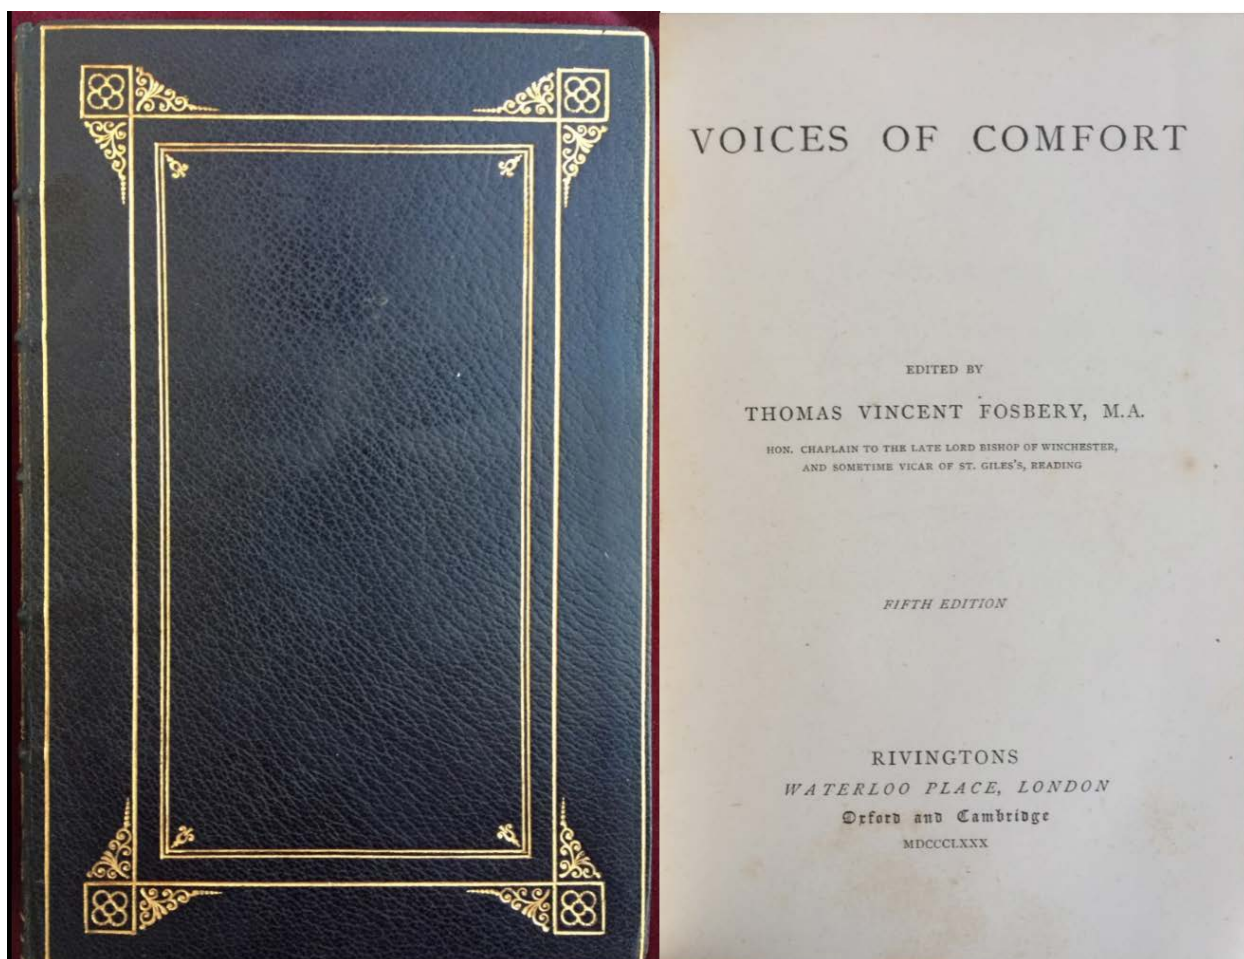 VOICES OF COMFORT
EDITED BY
THOMAS VINCENT FOSBERY, M.A.
HON. CHAPLAIN TO THE LATE LORD BISHOP OF WINCHESTER,
AND SOMETIME VICAR OF ST. GILES'S, READING
FIFTH EDITION
RIVINGTONS
WATERLOO PLACE, LONDON
Oxford and Cambridge
MDCCCLXXX